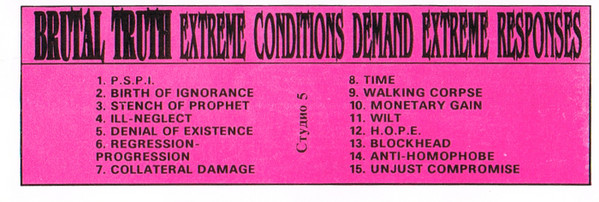 BRUTAL TRUTH EXTREME CONDITIONS DEMAND EXTREME RESPONSES
1. P.S.P.I.
2. BIRTH OF IGNORANCE
3. STENCH OF PROPHET
4. ILL-NEGLECT
5. DENIAL OF EXISTENCE
6. REGRESSION-
PROGRESSION
7. COLLATERAL DAMAGE
Студио 5
8. TIME
9. WALKING CORPSE
10. MONETARY GAIN
11. WILT
12. H.O.P.E.
13. BLOCKHEAD
14. ANTI-HOMOPHOBE
15. UNJUST COMPROMISE